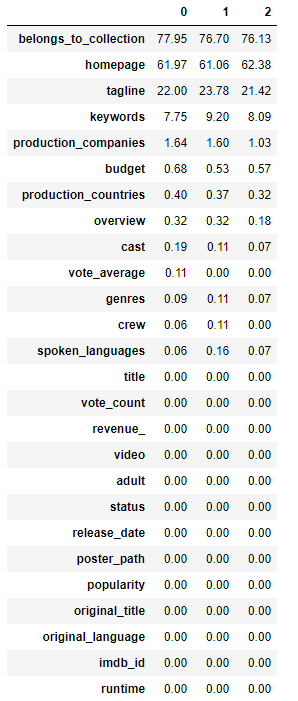 0 1 2
belongs_to_collection 77.95 76.70 76.13
homepage 61.97 61.06 62.38
tagline 22.00 23.78 21.42
keywords 7.75 9.20 8.09
production_companies 1.64 1.60 1.03
budget 0.68 0.53 0.57
production_countries 0.40 0.37 0.32
overview 0.32 0.32 0.18
cast 0.19 0.11 0.07
vote_average 0.11 0.00 0.00
genres 0.09 0.11 0.07
crew 0.06 0.11 0.00
spoken_languages 0.06 0.16 0.07
title 0.00 0.00 0.00
vote_count 0.00 0.00 0.00
revenue_ 0.00 0.00 0.00
video 0.00 0.00 0.00
adult 0.00 0.00 0.00
status 0.00 0.00 0.00
release_date 0.00 0.00 0.00
poster_path 0.00 0.00 0.00
popularity 0.00 0.00 0.00
original_title 0.00 0.00 0.00
original_language 0.00 0.00 0.00
imdb_id 0.00 0.00 0.00
runtime 0.00 0.00 0.00